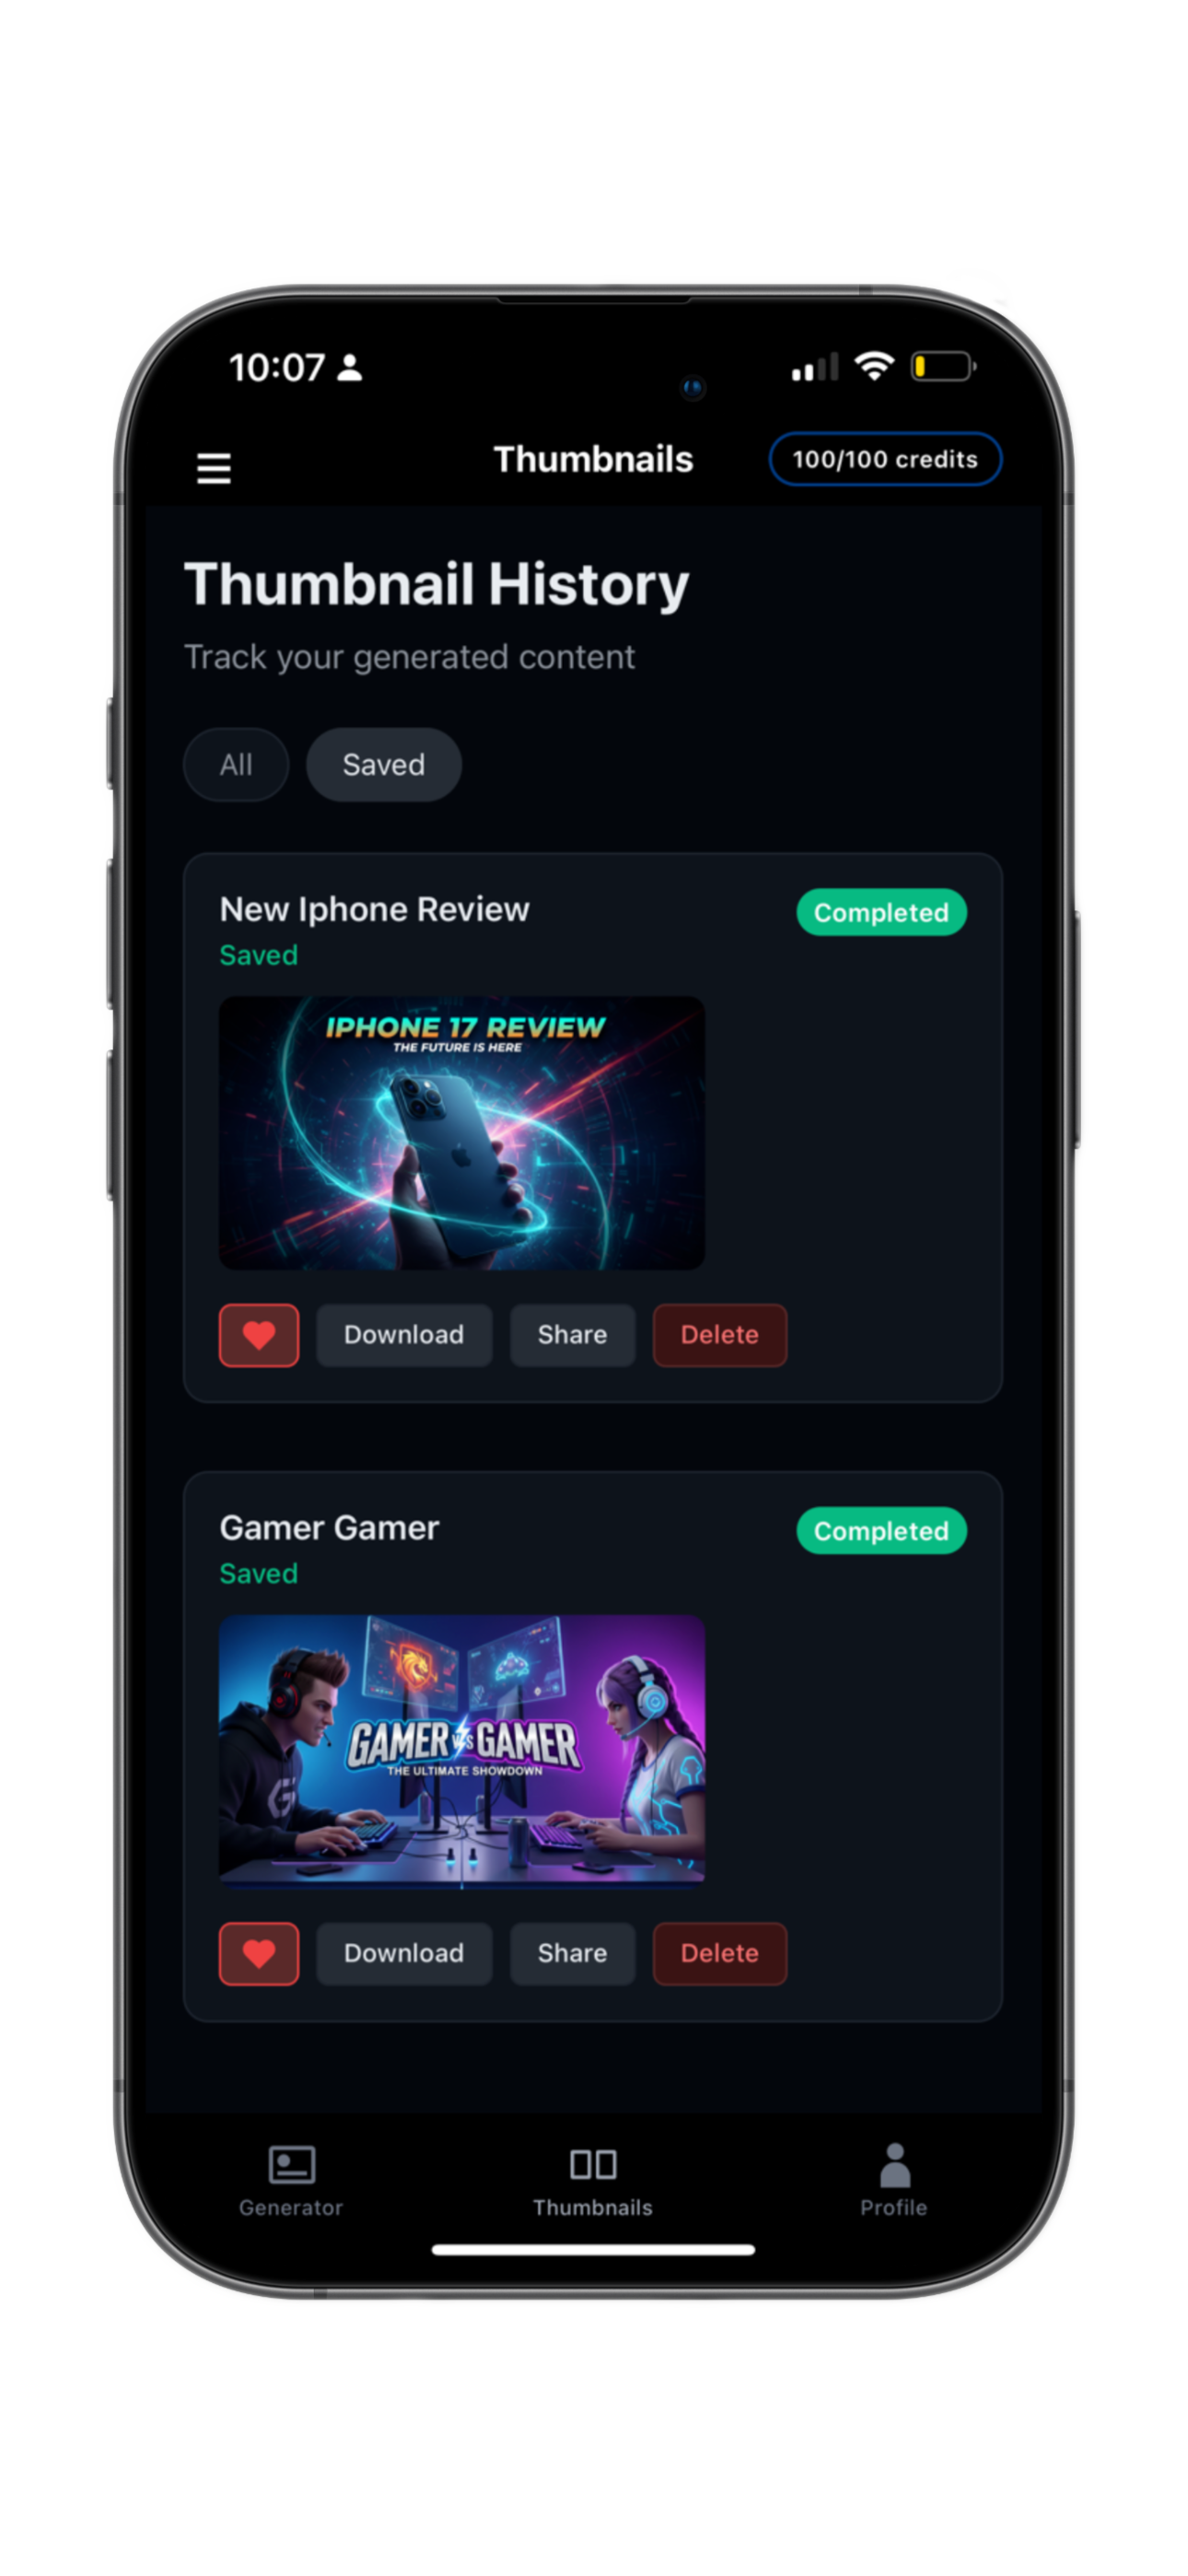 10:07
Thumbnails
100/100 credits
Thumbnail History
Track your generated content
All
Saved
New Iphone Review
Completed
Saved
IPHONE 17 REVIEW
THE FUTURE IS HERE
Download
Share
Delete
Gamer Gamer
Completed
Saved
GAMER VS GAMER
THE ULTIMATE SHOWDOWN
Download
Share
Delete
Generator
Thumbnails
Profile